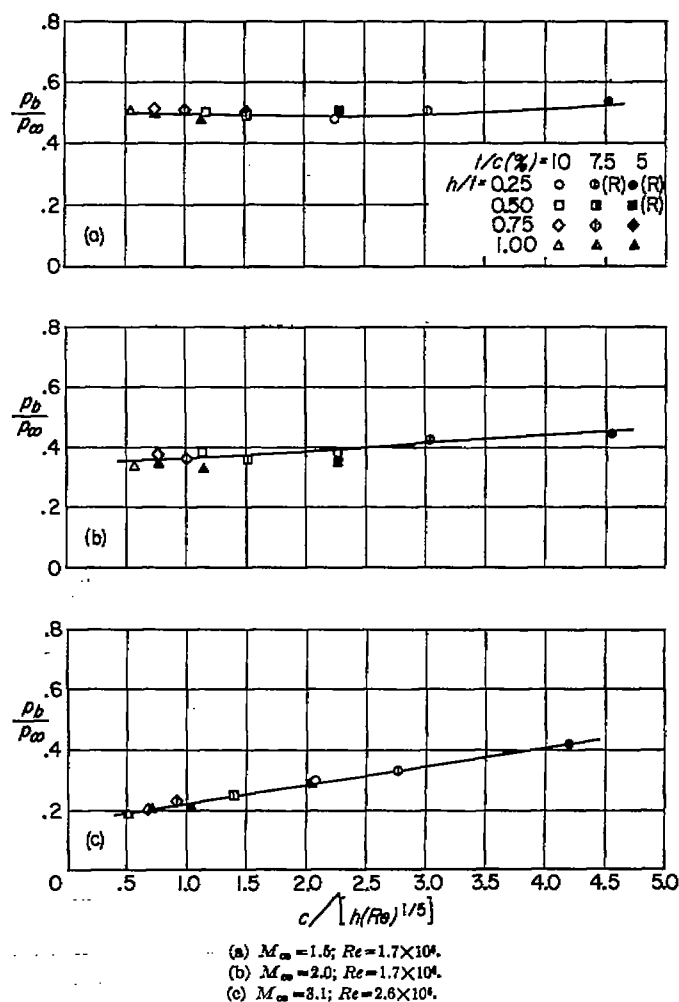 .8
.6
.4
.2
0
p_b/p_∞
t/c(%)=10 7.5 5
h/t=0.25 ○ (R) ● (R)
0.50 □ ■(R)
0.75 ◇ ◆
1.00 △ ▲
(a)
.8
.6
.4
.2
0
p_b/p_∞
(b)
.8
.6
.4
.2
0
p_b/p_∞
(c)
.5 1.0 1.5 2.0 2.5 3.0 3.5 4.0 4.5 5.0
c/[h(Re)^1/5]
(a) M∞=1.5; Re=1.7×10⁶.
(b) M∞=2.0; Re=1.7×10⁶.
(c) M∞=3.1; Re=2.6×10⁶.